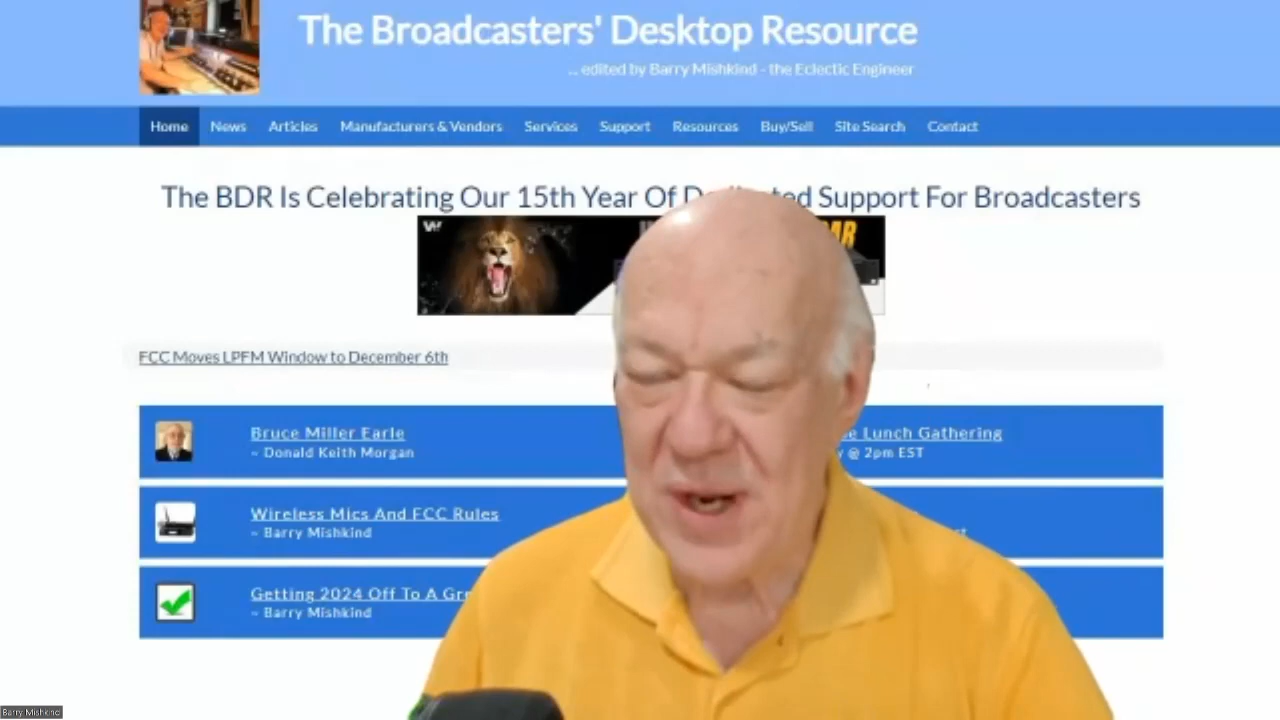 The Broadcasters' Desktop Resource
... edited by Barry Mishkind - the Eclectic Engineer
Home News Articles Manufacturers & Vendors Services Support Resources Buy/Sell Site Search Contact
The BDR Is Celebrating Our 15th Year Of Support For Broadcasters
FCC Moves LPFM Window to December 6th
Bruce Miller Earle
~ Donald Keith Morgan
Lunch Gathering
@ 2pm EST
Wireless Mics And FCC Rules
~ Barry Mishkind
Getting 2024 Off To A
~ Barry Mishkind
Barry Mishkind